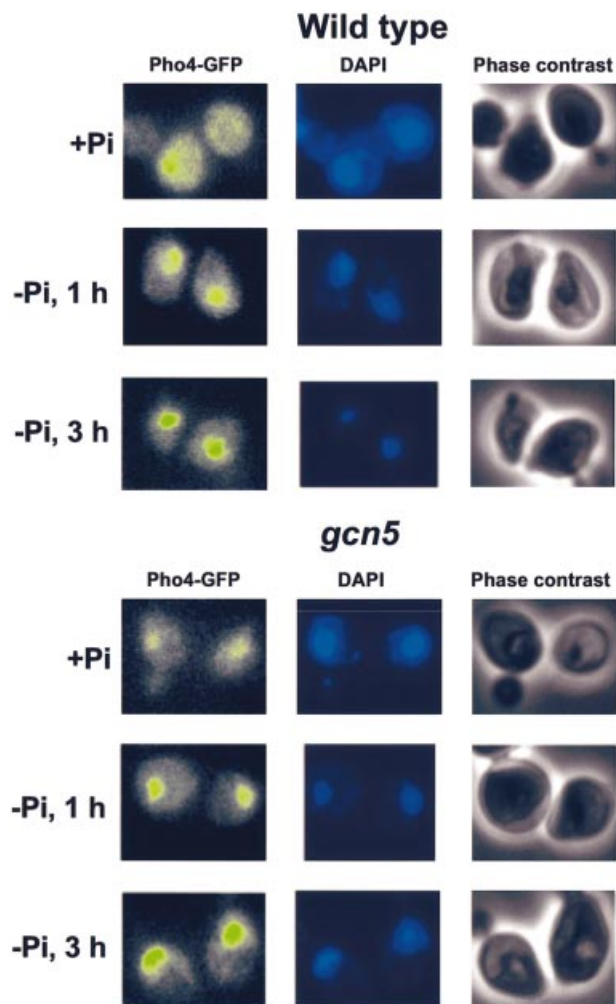 Wild type
Pho4-GFP DAPI Phase contrast
+Pi
-Pi, 1 h
-Pi, 3 h
gcn5
Pho4-GFP DAPI Phase contrast
+Pi
-Pi, 1 h
-Pi, 3 h